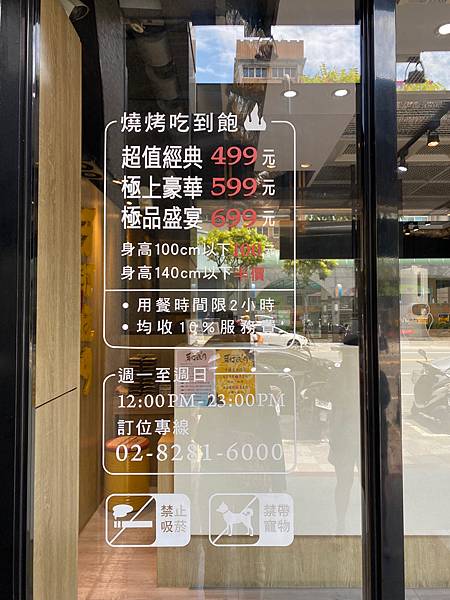 燒烤吃到飽
超值經典 499元
極上豪華 599元
極品盛宴 699元
身高100cm以下100元
身高140cm以下半價
• 用餐時間限2小時
• 均收10%服務費
週一至週日
12:00PM-23:00PM
訂位專線
02-8281-6000
禁止吸菸
禁帶寵物